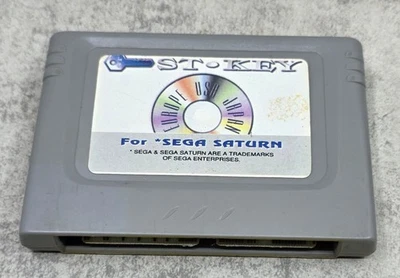 ST·KEY
EUROPE USA JAPAN
For *SEGA SATURN
* SEGA & SEGA SATURN ARE A TRADEMARKS
OF SEGA ENTERPRISES.